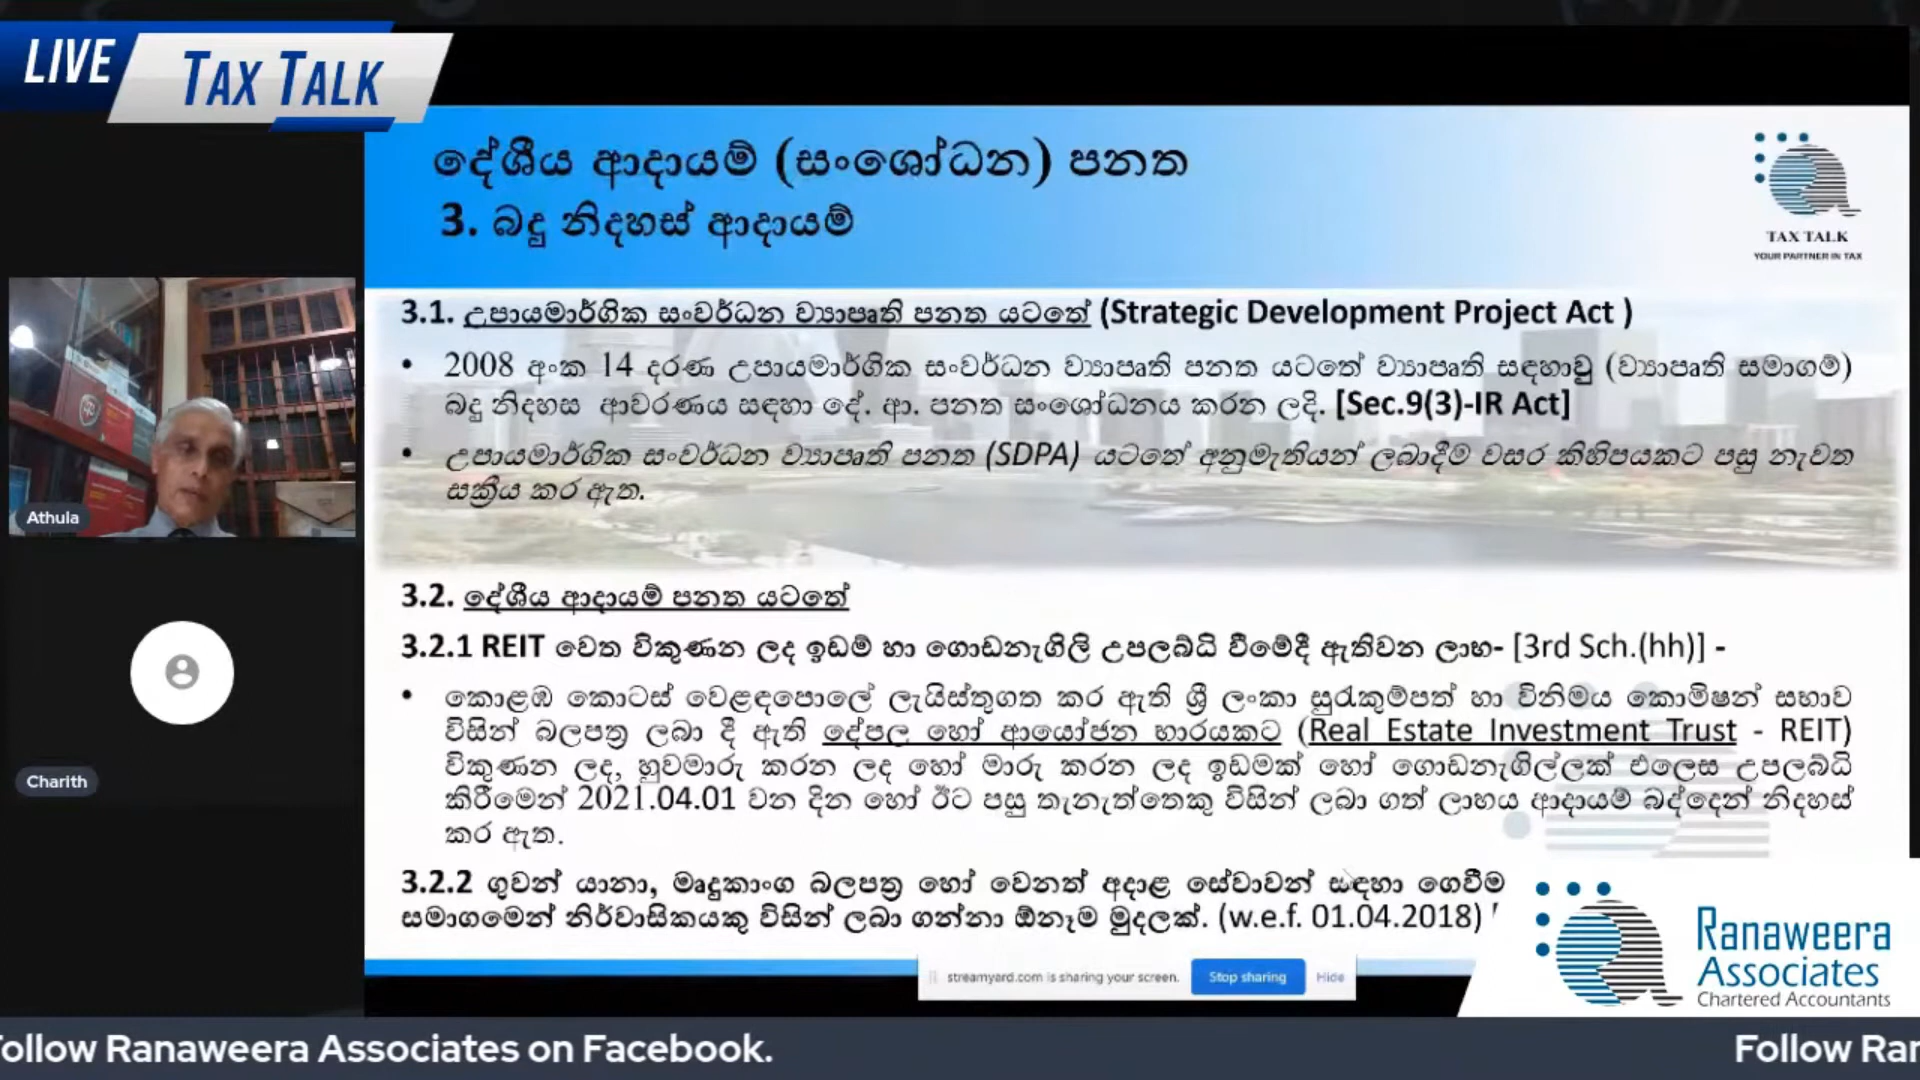 LIVE
TAX TALK
දේශීය ආදායම් (සංශෝධන) පනත
3. බදු නිදහස් ආදායම්
TAX TALK
YOUR PARTNER IN TAX
3.1. උපායමාර්ගික සංවර්ධන ව්‍යාපෘති පනත යටතේ (Strategic Development Project Act )
• 2008 අංක 14 දරණ උපායමාර්ගික සංවර්ධන ව්‍යාපෘති පනත යටතේ ව්‍යාපෘති සඳහාවු (ව්‍යාපෘති සමාගම්)
බදු නිදහස ආවරණය සඳහා දේ. ආ. පනත සංශෝධනය කරන ලදි. [Sec.9(3)-IR Act]
• උපායමාර්ගික සංවර්ධන ව්‍යාපෘති පනත (SDPA) යටතේ අනුමැතියන් ලබාදීම වසර කිහිපයකට පසු නැවත
සක්‍රීය කර ඇත.
Athula
3.2. දේශීය ආදායම් පනත යටතේ
3.2.1 REIT වෙත විකුණන ලද ඉඩම් හා ගොඩනැගිලි උපලබ්ධි වීමේදී ඇතිවන ලාභ- [3rd Sch.(hh)] -
• කොළඹ කොටස් වෙළඳපොලේ ලැයිස්තුගත කර ඇති ශ්‍රී ලංකා සුරැකුම්පත් හා විනිමය කොමිෂන් සභාව
විසින් බලපත්‍ර ලබා දී ඇති දේපල හෝ ආයෝජන භාරයකට (Real Estate Investment Trust - REIT)
විකුණන ලද, හුවමාරු කරන ලද හෝ මාරු කරන ලද ඉඩමක් හෝ ගොඩනැගිල්ලක් එලෙස උපලබ්ධි
කිරීමෙන් 2021.04.01 වන දින හෝ ඊට පසු තැනැත්තෙකු විසින් ලබා ගත් ලාභය ආදායම් බද්දෙන් නිදහස්
කර ඇත.
Charith
3.2.2 ගුවන් යානා, මෘදුකාංග බලපත්‍ර හෝ වෙනත් අදාළ සේවාවන් සඳහා ගෙවීම
සමාගමෙන් නිර්වාසිකයකු විසින් ලබා ගන්නා ඕනෑම මුදලක්. (w.e.f. 01.04.2018)
streamyard.com is sharing your screen. Stop sharing Hide
Ranaweera
Associates
Chartered Accountants
ollow Ranaweera Associates on Facebook. Follow Ran